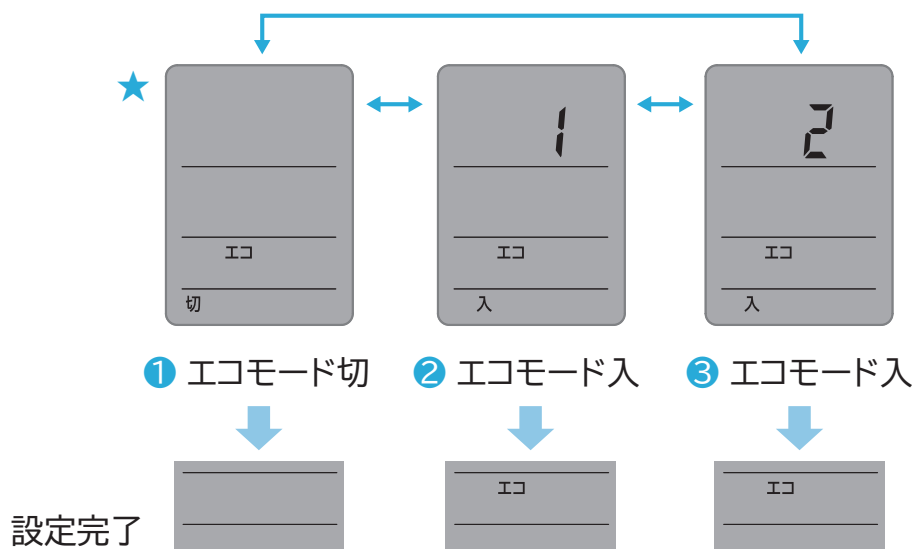 ★
1 2
エコ エコ エコ
切 入 入
❶ エコモード切 ❷ エコモード入 ❸ エコモード入
エコ エコ
設定完了